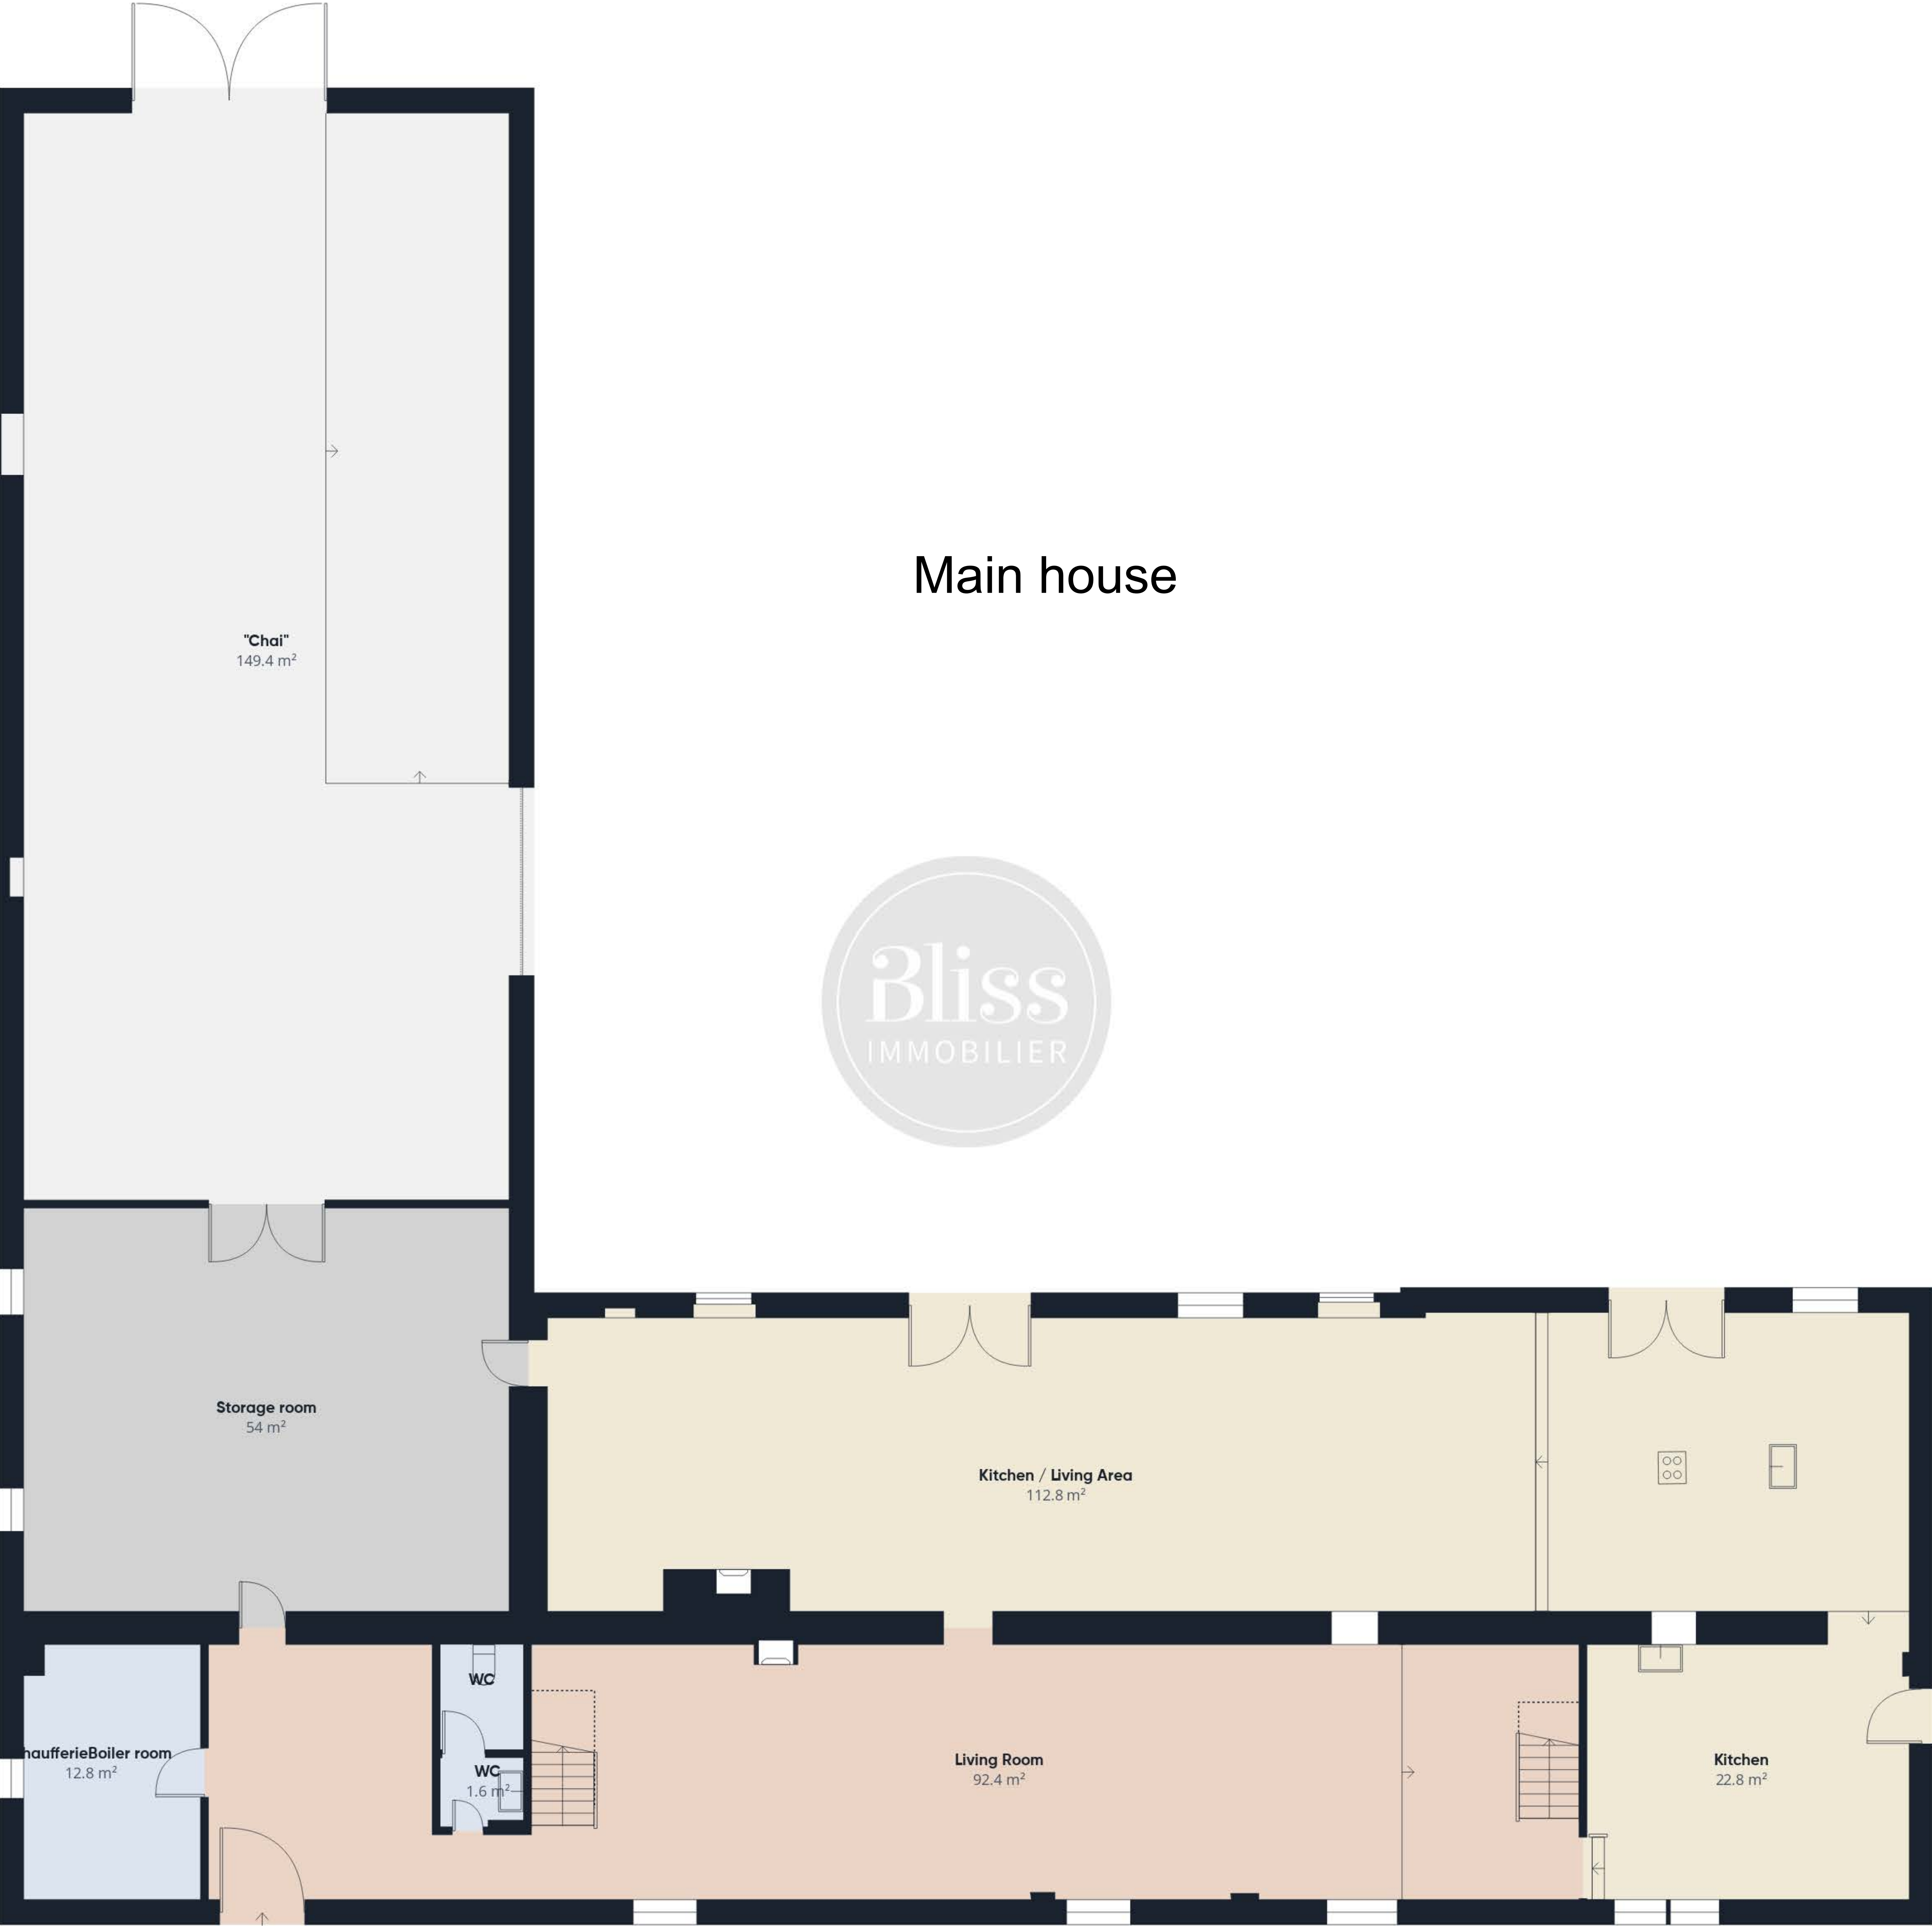 Main house
"Chai"
149.4 m²
Bliss
IMMOBILIER
Storage room
54 m²
Kitchen / Living Area
112.8 m²
WC
haufferieBoiler room
12.8 m²
WC
1.6 m²
Living Room
92.4 m²
Kitchen
22.8 m²